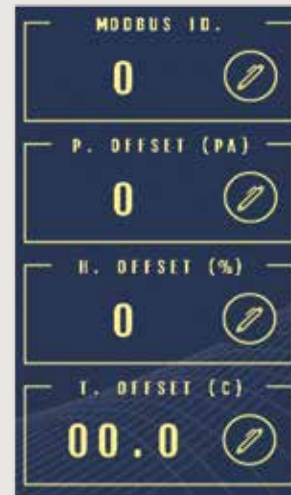 MODBUS ID.
0
P. OFFSET (PA)
0
H. OFFSET (%)
0
T. OFFSET (C)
00.0